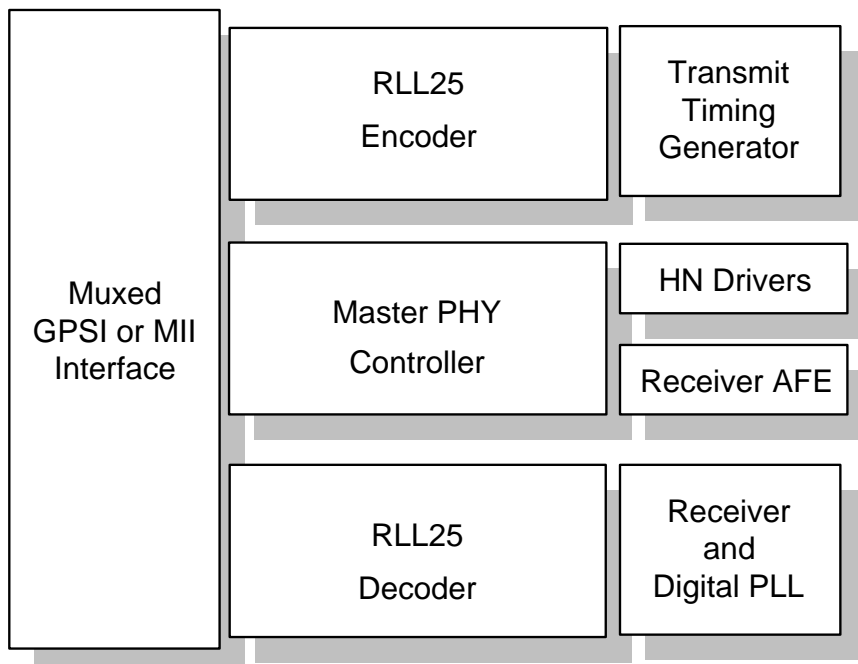 Muxed
GPSI or MII
Interface
RLL25
Encoder
Transmit
Timing
Generator
Master PHY
Controller
HN Drivers
Receiver AFE
RLL25
Decoder
Receiver
and
Digital PLL